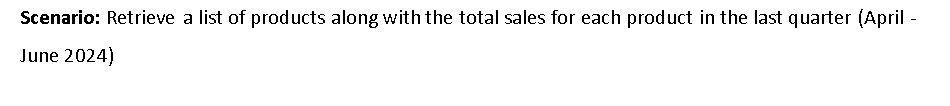 Scenario: Retrieve a list of products along with the total sales for each product in the last quarter (April -
June 2024)